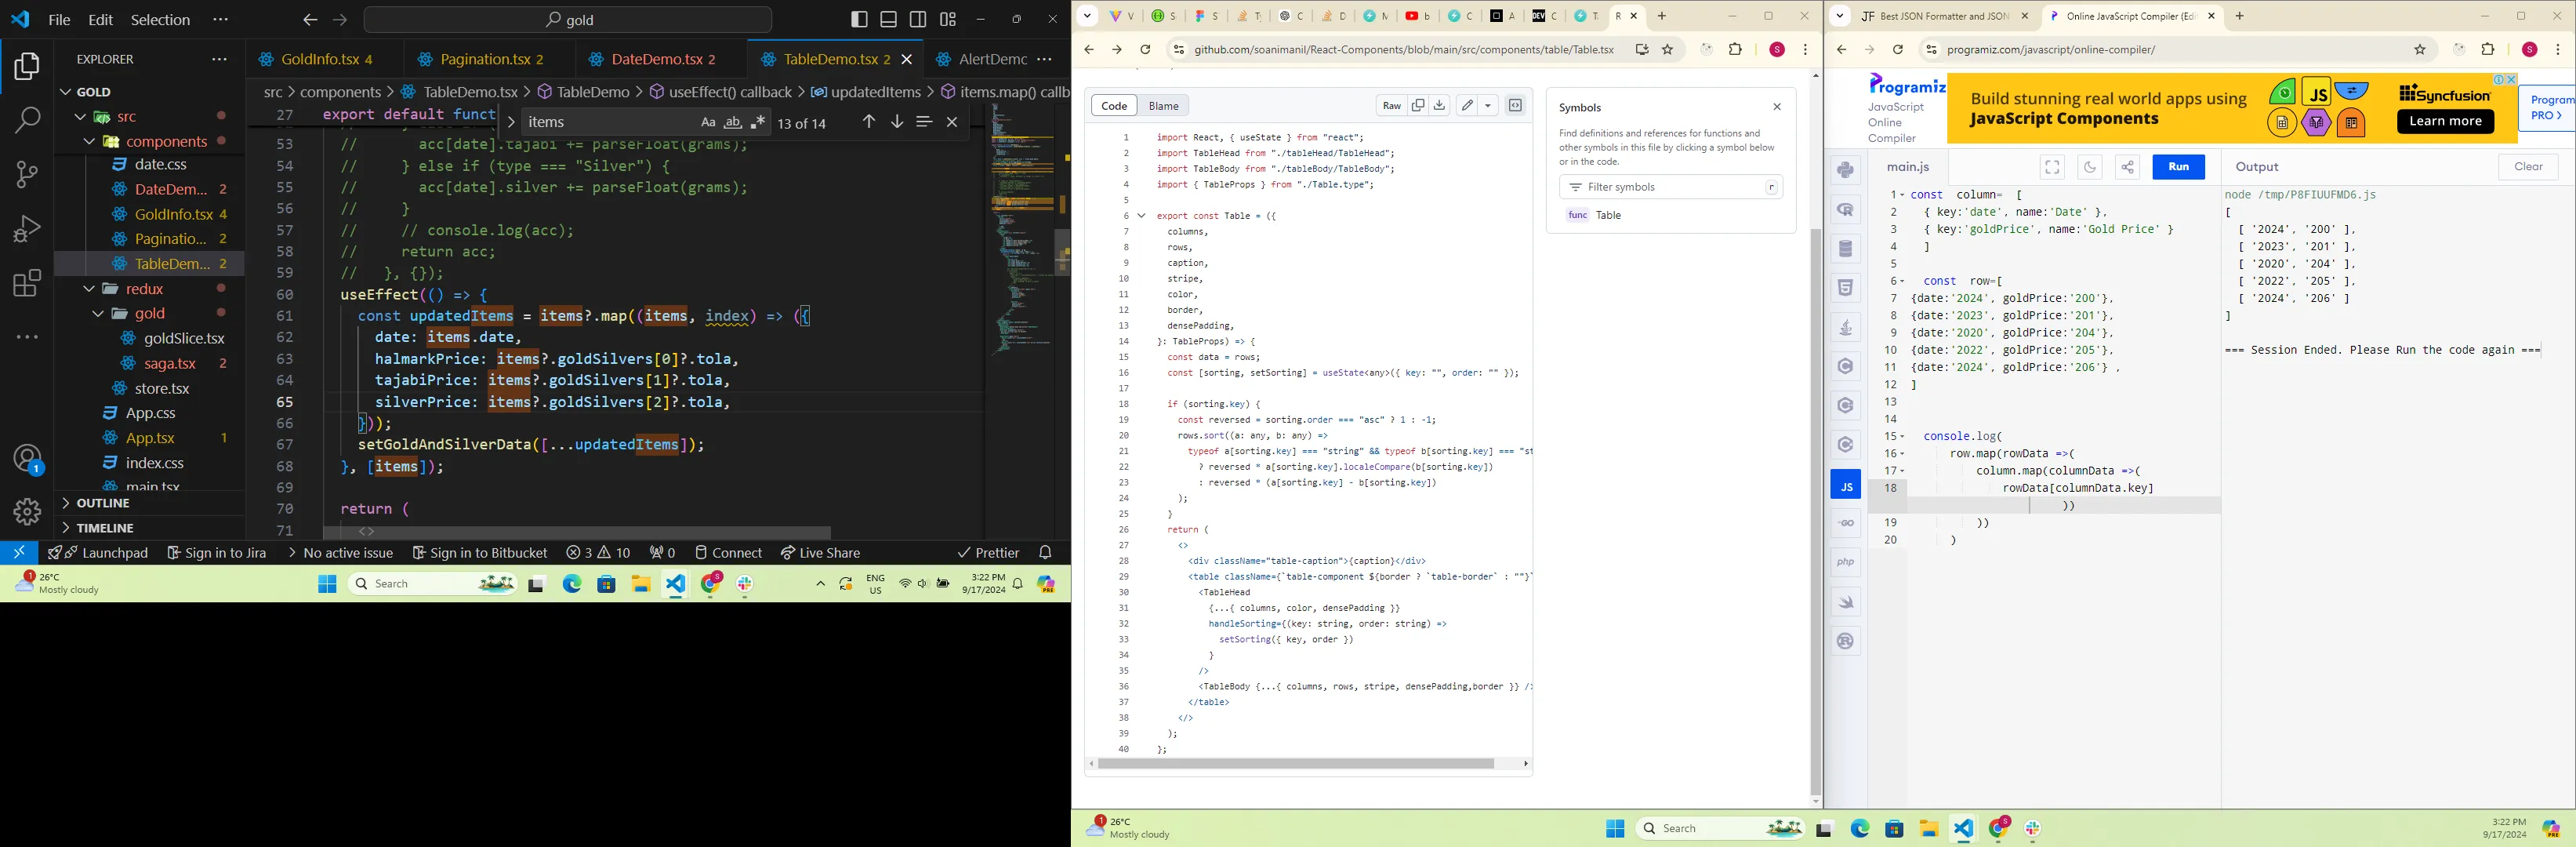 File Edit Selection ···
gold
EXPLORER ···
GOLD
src
components
date.css
DateDem... 2
GoldInfo.tsx 4
Paginatio... 2
TableDem... 2
redux
gold
goldSlice.tsx
saga.tsx 2
store.tsx
App.css
App.tsx 1
index.css
main.tsx
OUTLINE
TIMELINE
GoldInfo.tsx 4
Pagination.tsx 2
DateDemo.tsx 2
TableDemo.tsx 2
AlertDemc ···
src > components > TableDemo.tsx > TableDemo > useEffect() callback > updatedItems > items.map() callb
27 export default funct
items
Aa ab 13 of 14
53 // acc[date].tajabi += parseFloat(grams);
54 // } else if (type === "Silver") {
55 // acc[date].silver += parseFloat(grams);
56 // }
57 // // console.log(acc);
58 // return acc;
59 // }, {});
60 useEffect(() => {
61 const updatedItems = items?.map((items, index) => ({
62 date: items.date,
63 halmarkPrice: items?.goldSilvers[0]?.tola,
64 tajabiPrice: items?.goldSilvers[1]?.tola,
65 silverPrice: items?.goldSilvers[2]?.tola,
66 }));
67 setGoldAndSilverData([...updatedItems]);
68 }, [items]);
69
70 return (
71 <>
Launchpad Sign in to Jira No active issue Sign in to Bitbucket 3 10 0 Connect Live Share Prettier
1
26°C
Mostly cloudy
Search
ENG
US
3:22 PM
9/17/2024
github.com/soanimanil/React-Components/blob/main/src/components/table/Table.tsx
S
Code Blame Raw
1 import React, { useState } from "react";
2 import TableHead from "./tableHead/TableHead";
3 import TableBody from "./tableBody/TableBody";
4 import { TableProps } from "./Table.type";
5
6 export const Table = ({
7 columns,
8 rows,
9 caption,
10 stripe,
11 color,
12 border,
13 densePadding,
14 }: TableProps) => {
15 const data = rows;
16 const [sorting, setSorting] = useState<any>({ key: "", order: "" });
17
18 if (sorting.key) {
19 const reversed = sorting.order === "asc" ? 1 : -1;
20 rows.sort((a: any, b: any) =>
21 typeof a[sorting.key] === "string" && typeof b[sorting.key] === "st
22 ? reversed * a[sorting.key].localeCompare(b[sorting.key])
23 : reversed * (a[sorting.key] - b[sorting.key])
24 );
25 }
26 return (
27 <>
28 <div className="table-caption">{caption}</div>
29 <table className={`table-component ${border ? `table-border` : ""}`
30 <TableHead
31 {...{ columns, color, densePadding }}
32 handleSorting={(key: string, order: string) =>
33 setSorting({ key, order })
34 }
35 />
36 <TableBody {...{ columns, rows, stripe, densePadding,border }} />
37 </table>
38 </>
39 );
40 };
Symbols
Find definitions and references for functions and
other symbols in this file by clicking a symbol below
or in the code.
Filter symbols r
func Table
1
26°C
Mostly cloudy
Search
Best JSON Formatter and JSON
Online JavaScript Compiler (Edi
programiz.com/javascript/online-compiler/
S
Programiz
JavaScript
Online
Compiler
Build stunning real world apps using
JavaScript Components
JS
Syncfusion
Learn more
Program
PRO >
main.js Run Output Clear
1 const column= [
2 { key:'date', name:'Date' },
3 { key:'goldPrice', name:'Gold Price' }
4 ]
5
6 const row=[
7 {date:'2024', goldPrice:'200'},
8 {date:'2023', goldPrice:'201'},
9 {date:'2020', goldPrice:'204'},
10 {date:'2022', goldPrice:'205'},
11 {date:'2024', goldPrice:'206'} ,
12 ]
13
14
15 console.log(
16 row.map(rowData =>(
17 column.map(columnData =>(
18 rowData[columnData.key]
))
19 ))
20 )
node /tmp/P8FIUUFMD6.js
[
[ '2024', '200' ],
[ '2023', '201' ],
[ '2020', '204' ],
[ '2022', '205' ],
[ '2024', '206' ]
]
=== Session Ended. Please Run the code again ===
JS
GO
php
3:22 PM
9/17/2024